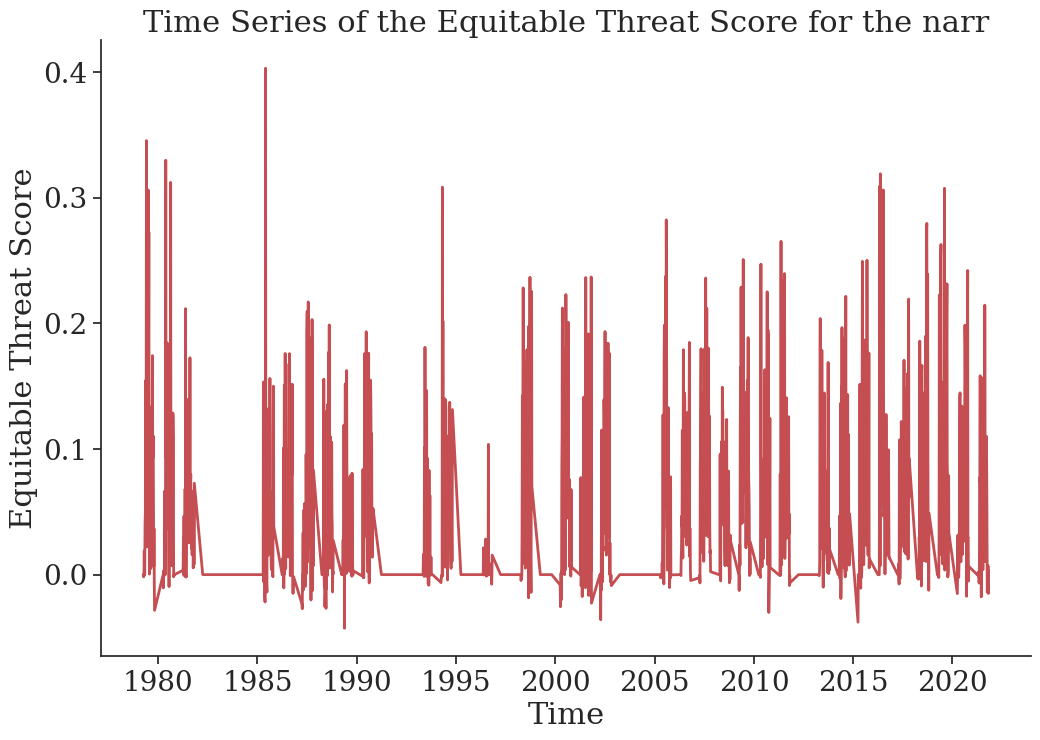 Time Series of the Equitable Threat Score for the narr
Equitable Threat Score
0.4
0.3
0.2
0.1
0.0
1980 1985 1990 1995 2000 2005 2010 2015 2020
Time